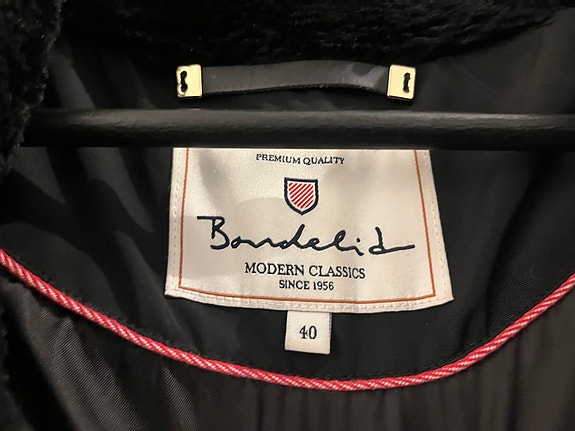 PREMIUM QUALITY
Bondelid
MODERN CLASSICS
SINCE 1956
40